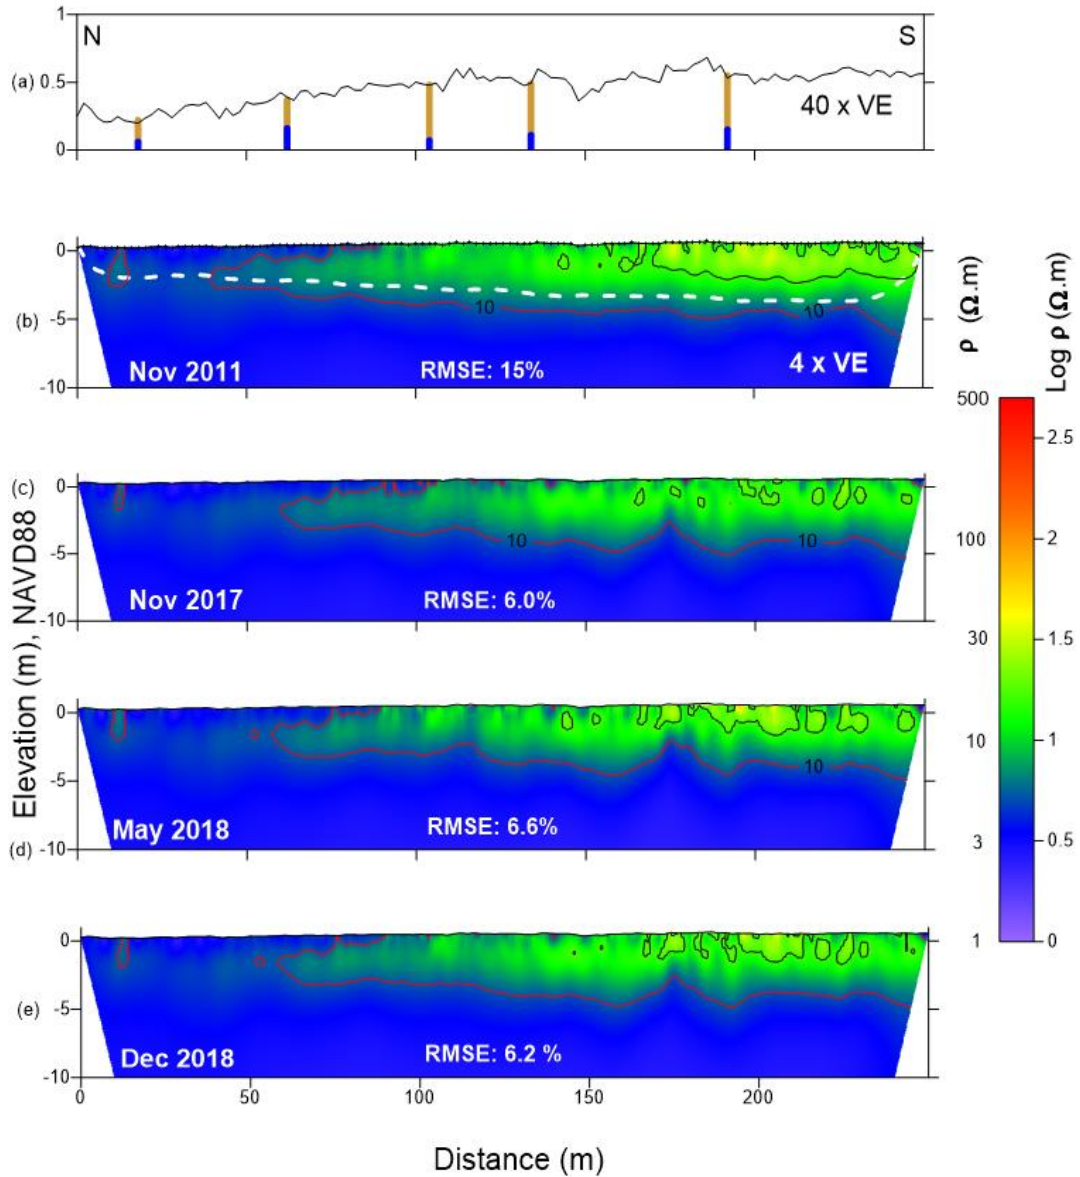 1
N
S
(a) 0.5
40 x VE
0
0
10
10
(b)
-5
Nov 2011
RMSE: 15%
4 x VE
-10
ρ (Ω.m)
Log ρ (Ω.m)
500
2.5
100
2
30
1.5
10
1
3
0.5
1
0
(c)
0
10
10
-5
Nov 2017
RMSE: 6.0%
-10
Elevation (m), NAVD88
0
10
-5
May 2018
RMSE: 6.6%
(d) -10
0
-5
(e)
Dec 2018
RMSE: 6.2 %
-10
0
50
100
150
200
Distance (m)